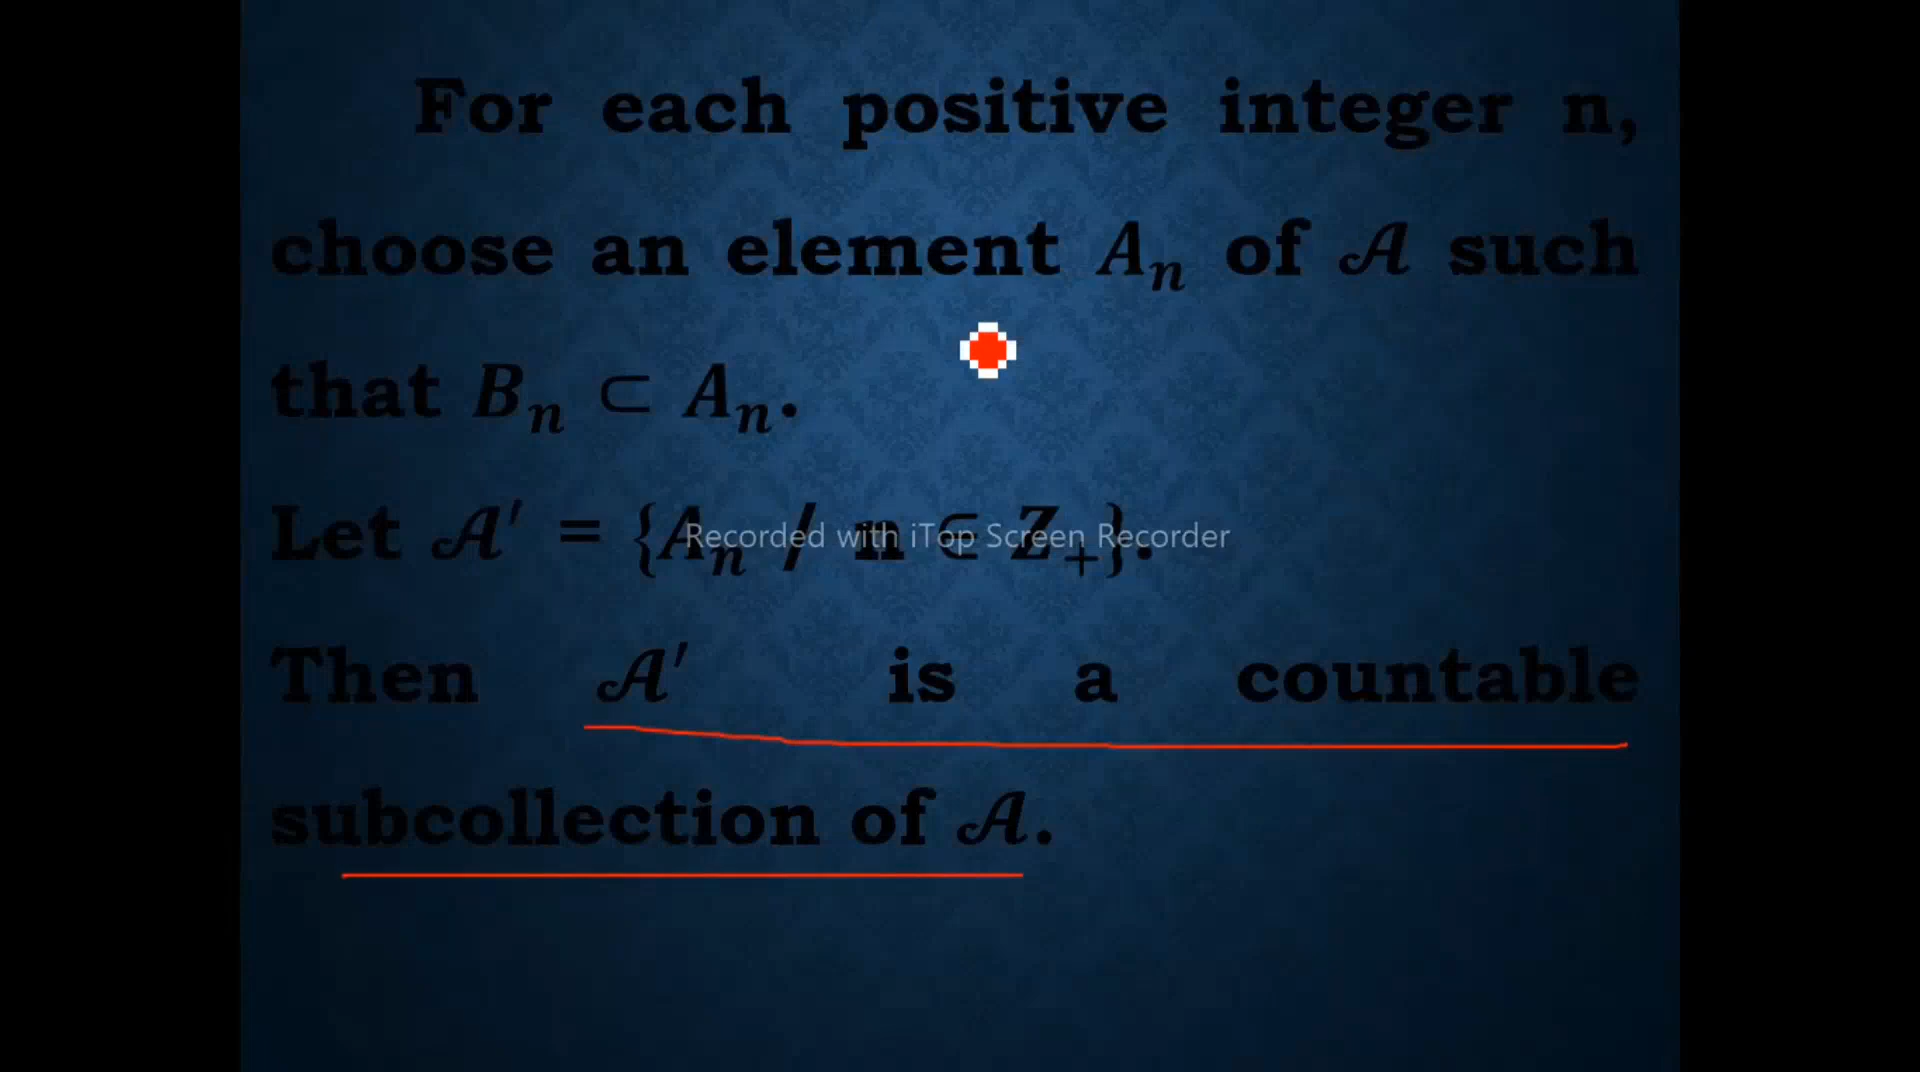 For each positive integer n,
choose an element Aₙ of 𝒜 such
that Bₙ ⊂ Aₙ.
Let 𝒜′ = {Aₙ / n ∈ Z₊}.
Recorded with iTop Screen Recorder
Then 𝒜′ is a countable
subcollection of 𝒜.